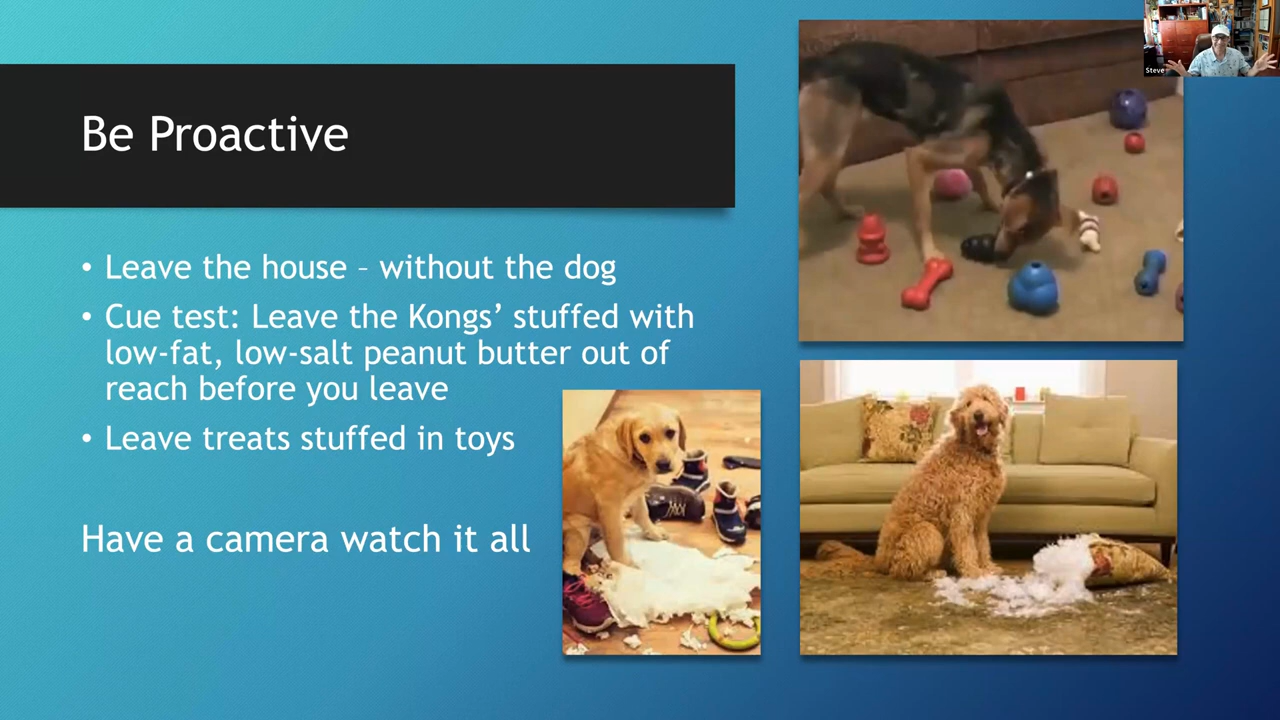 Be Proactive
• Leave the house – without the dog
• Cue test: Leave the Kongs’ stuffed with
low-fat, low-salt peanut butter out of
reach before you leave
• Leave treats stuffed in toys
Have a camera watch it all
Steve